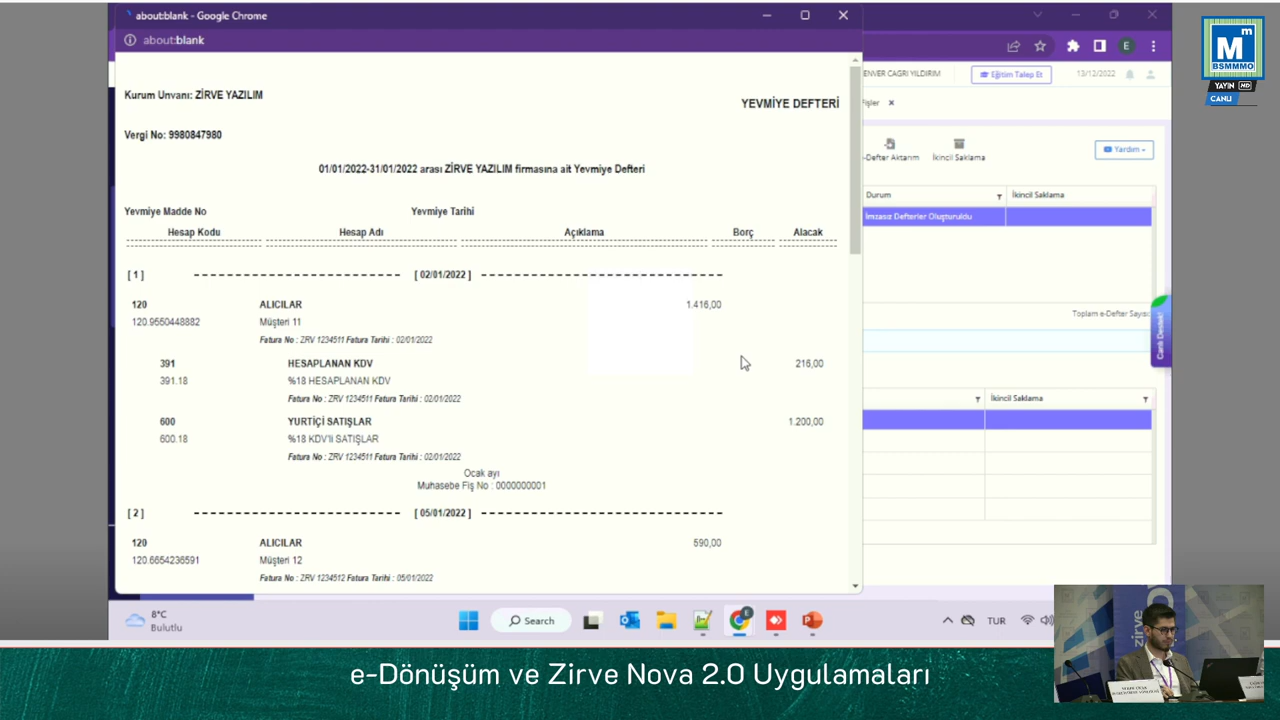 about:blank - Google Chrome
about:blank
Kurum Unvanı: ZİRVE YAZILIM
YEVMİYE DEFTERİ
Vergi No: 9980847980
01/01/2022-31/01/2022 arası ZİRVE YAZILIM firmasına ait Yevmiye Defteri
Yevmiye Madde No Yevmiye Tarihi
Hesap Kodu Hesap Adı Açıklama Borç Alacak
[ 1 ] [ 02/01/2022 ]
120 ALICILAR 1.416,00
120.9550448882 Müşteri 11
Fatura No : ZRV 1234511 Fatura Tarihi : 02/01/2022
391 HESAPLANAN KDV 216,00
391.18 %18 HESAPLANAN KDV
Fatura No : ZRV 1234511 Fatura Tarihi : 02/01/2022
600 YURTİÇİ SATIŞLAR 1.200,00
600.18 %18 KDV'li SATIŞLAR
Fatura No : ZRV 1234511 Fatura Tarihi : 02/01/2022
Ocak ayı
Muhasebe Fiş No : 0000000001
[ 2 ] [ 05/01/2022 ]
120 ALICILAR 590,00
120.6654236591 Müşteri 12
Fatura No : ZRV 1234512 Fatura Tarihi : 05/01/2022
E
ENVER CAGRI YILDIRIM Eğitim Talep Et 13/12/2022
Fişler
e-Defter Aktarım İkincil Saklama Yardım
Durum İkincil Saklama
İmzasız Defterler Oluşturuldu
Toplam e-Defter Sayısı:
Canlı Destek
İkincil Saklama
8°C
Bulutlu
Search
TUR
M m
BSMMMO
YAYIN HD
CANLI
zirve
e-Dönüşüm ve Zirve Nova 2.0 Uygulamaları